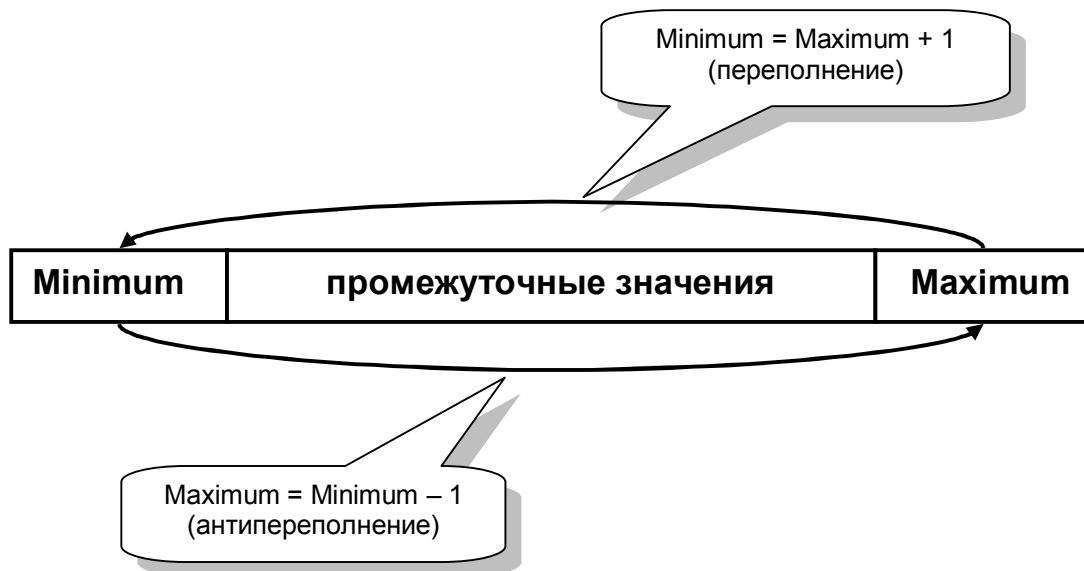 Minimum = Maximum + 1
(переполнение)
Minimum промежуточные значения Maximum
Maximum = Minimum – 1
(антипереполнение)